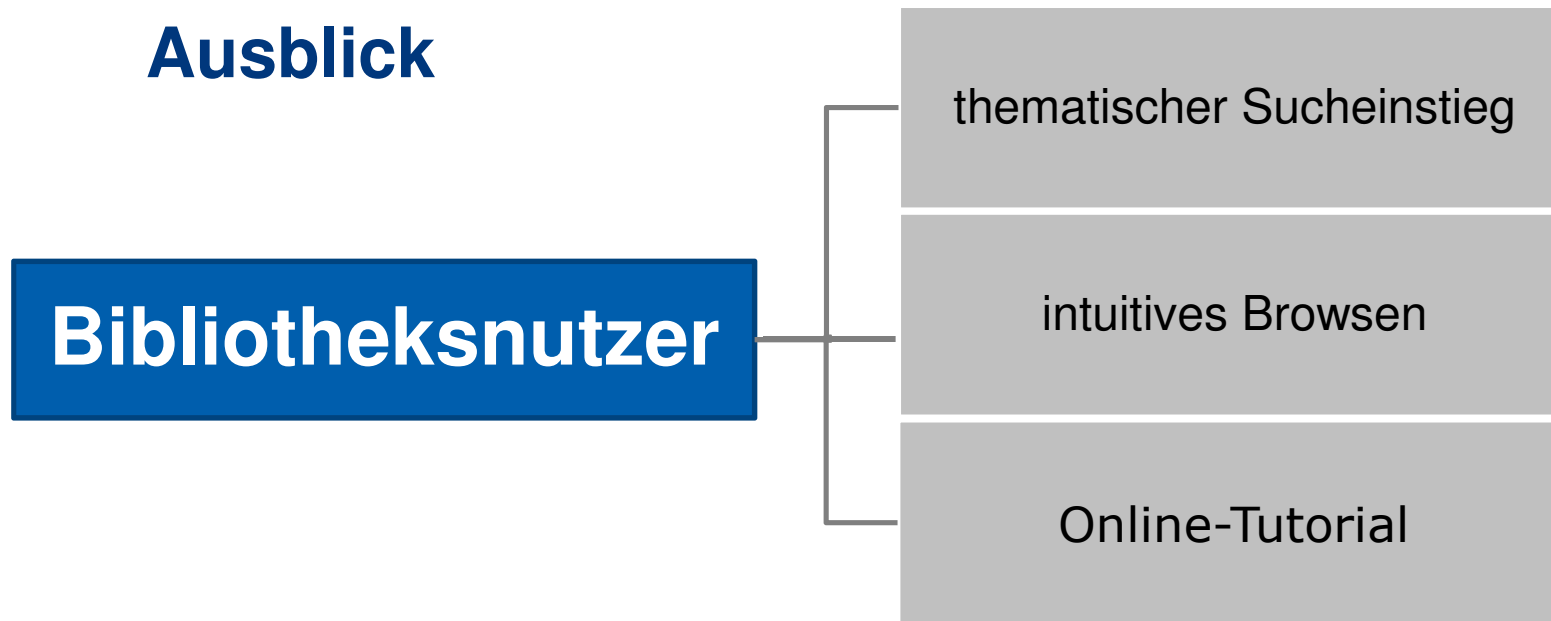 Ausblick
thematischer Sucheinstieg
Bibliotheksnutzer
intuitives Browsen
Online-Tutorial